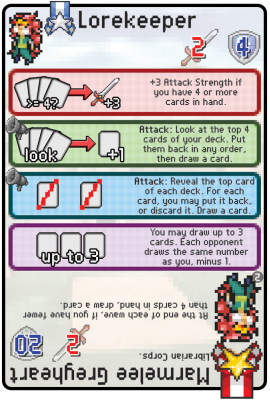 Lorekeeper
2
4
>= 4?
+3
+3 Attack Strength if
you have 4 or more
cards in hand.
look
+1
Attack: Look at the top 4
cards of your deck. Put
them back in any order,
then draw a card.
Attack: Reveal the top card
of each deck. For each
card, you may put it back,
or discard it. Draw a card.
up to 3
You may draw up to
3 cards. Each opponent
draws the same number
as you, minus 1.
Marmelee Greyheart
Librarian Corps.
2
20
At the end of each wave, if you have fewer
than 4 cards in hand, draw a card.